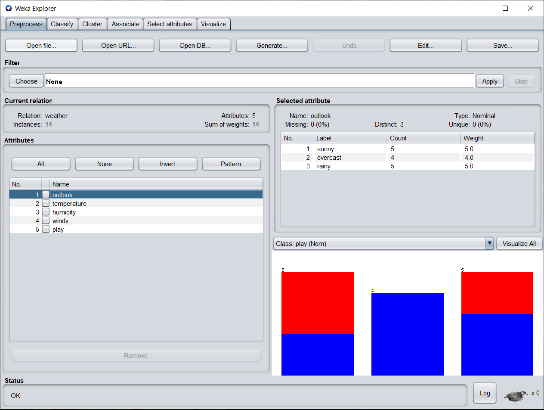 Weka Explorer
Preprocess Classify Cluster Associate Select attributes Visualize
Open file... Open URL... Open DB... Generate... Undo Edit... Save...
Filter
Choose None Apply Stop
Current relation
Relation: weather Attributes: 5
Instances: 14 Sum of weights: 14
Selected attribute
Name: outlook Type: Nominal
Missing: 0 (0%) Distinct: 3 Unique: 0 (0%)
No. Label Count Weight
1 sunny 5 5.0
2 overcast 4 4.0
3 rainy 5 5.0
Attributes
All None Invert Pattern
No. Name
1 outlook
2 temperature
3 humidity
4 windy
5 play
Remove
Class: play (Nom) Visualize All
5 4 5
Status
OK
Log x 0